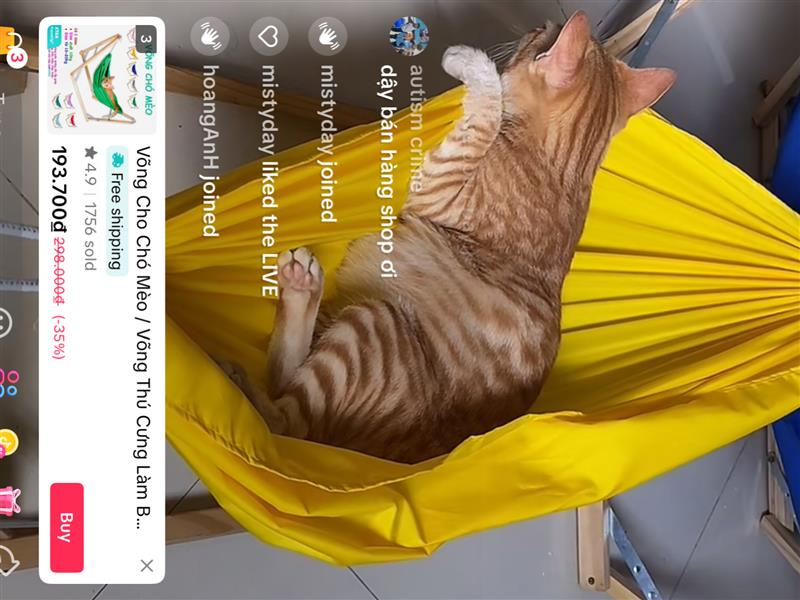 autism crime
dậy bán hàng shop ơi
mistyday joined
mistyday liked the LIVE
hoangAnH joined
3
VÕNG CHÓ MÈO
Võng Cho Chó Mèo / Võng Thú Cưng Làm B...
Free shipping
4.9 | 1756 sold
193.700₫ 298.000₫ (-35%)
Buy
3